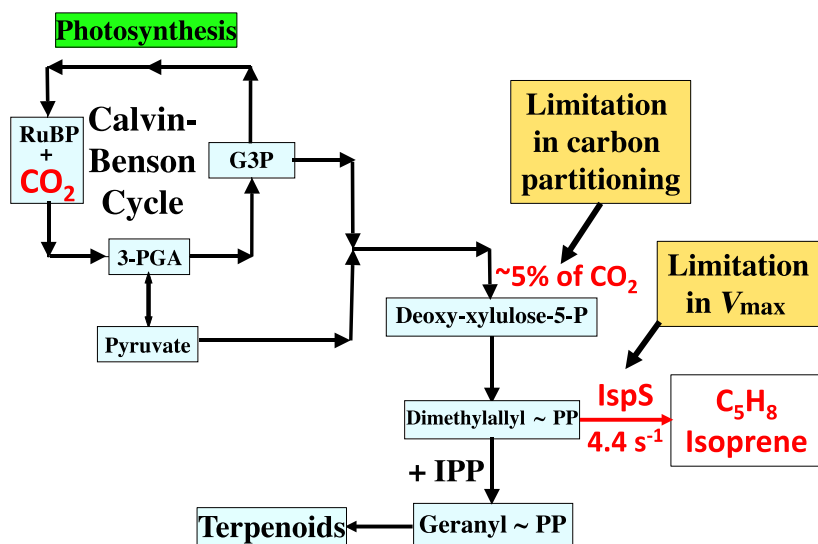 Photosynthesis
RuBP
+
CO₂
Calvin-
Benson
Cycle
G3P
3-PGA
Pyruvate
Limitation
in carbon
partitioning
~5% of CO₂
Limitation
in Vmax
Deoxy-xylulose-5-P
Dimethylallyl ~ PP
IspS
4.4 s⁻¹
C₅H₈
Isoprene
+ IPP
Terpenoids
Geranyl ~ PP